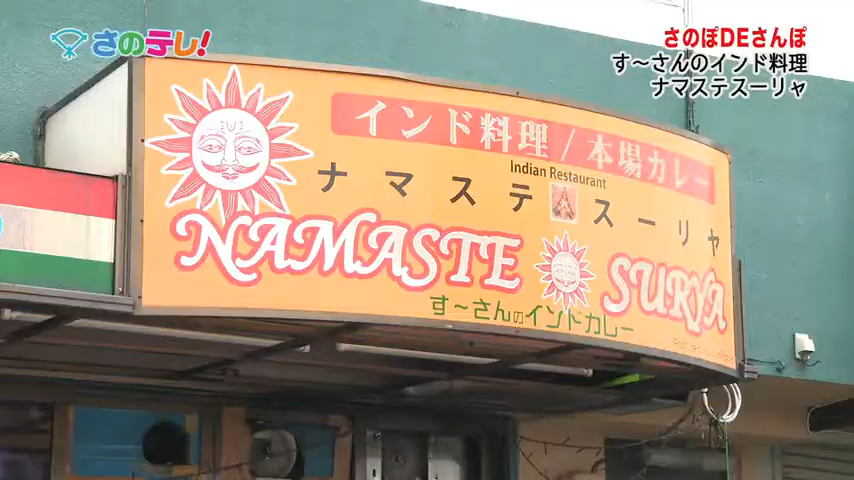 さのテレ!
さのぽDEさんぽ
す～さんのインド料理
ナマステスーリャ
インド料理/本場カレー
Indian Restaurant
ナマステ スーリヤ
NAMASTE SURYA
す～さんのインドカレー